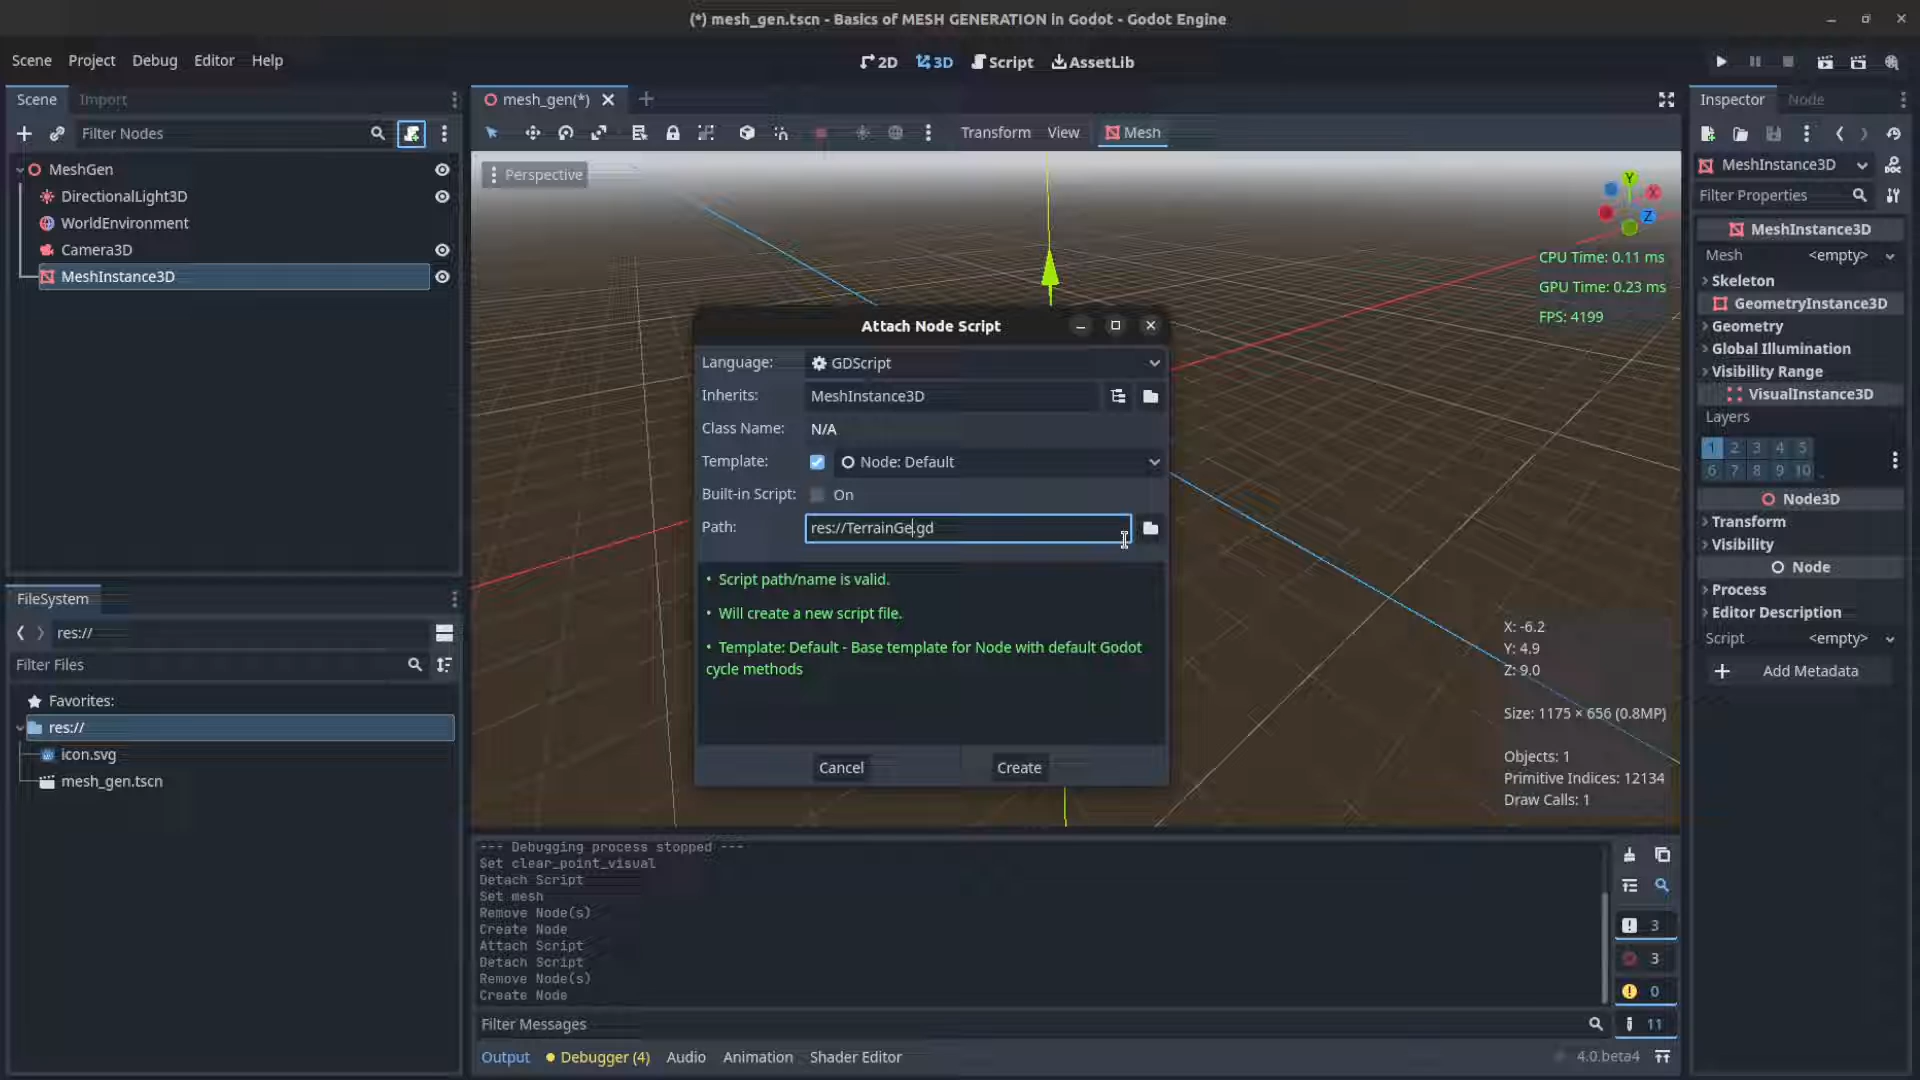 (*) mesh_gen.tscn - Basics of MESH GENERATION in Godot - Godot Engine
Scene Project Debug Editor Help
2D 3D Script AssetLib
Scene Import
Filter Nodes
MeshGen
DirectionalLight3D
WorldEnvironment
Camera3D
MeshInstance3D
FileSystem
res://
Filter Files
Favorites:
res://
icon.svg
mesh_gen.tscn
mesh_gen(*)
Transform View Mesh
Perspective
Y
X
Z
CPU Time: 0.11 ms
GPU Time: 0.23 ms
FPS: 4199
Attach Node Script
Language: GDScript
Inherits: MeshInstance3D
Class Name: N/A
Template: Node: Default
Built-in Script: On
Path: res://TerrainGe.gd
• Script path/name is valid.
• Will create a new script file.
• Template: Default - Base template for Node with default Godot
cycle methods
Cancel Create
X: -6.2
Y: 4.9
Z: 9.0
Size: 1175 × 656 (0.8MP)
Objects: 1
Primitive Indices: 12134
Draw Calls: 1
--- Debugging process stopped ---
Set clear_point_visual
Detach Script
Set mesh
Remove Node(s)
Create Node
Attach Script
Detach Script
Remove Node(s)
Create Node
3
3
0
11
Filter Messages
Output Debugger (4) Audio Animation Shader Editor
4.0.beta4
Inspector Node
MeshInstance3D
Filter Properties
MeshInstance3D
Mesh <empty>
Skeleton
GeometryInstance3D
Geometry
Global Illumination
Visibility Range
VisualInstance3D
Layers
1 2 3 4 5
6 7 8 9 10
Node3D
Transform
Visibility
Node
Process
Editor Description
Script <empty>
Add Metadata